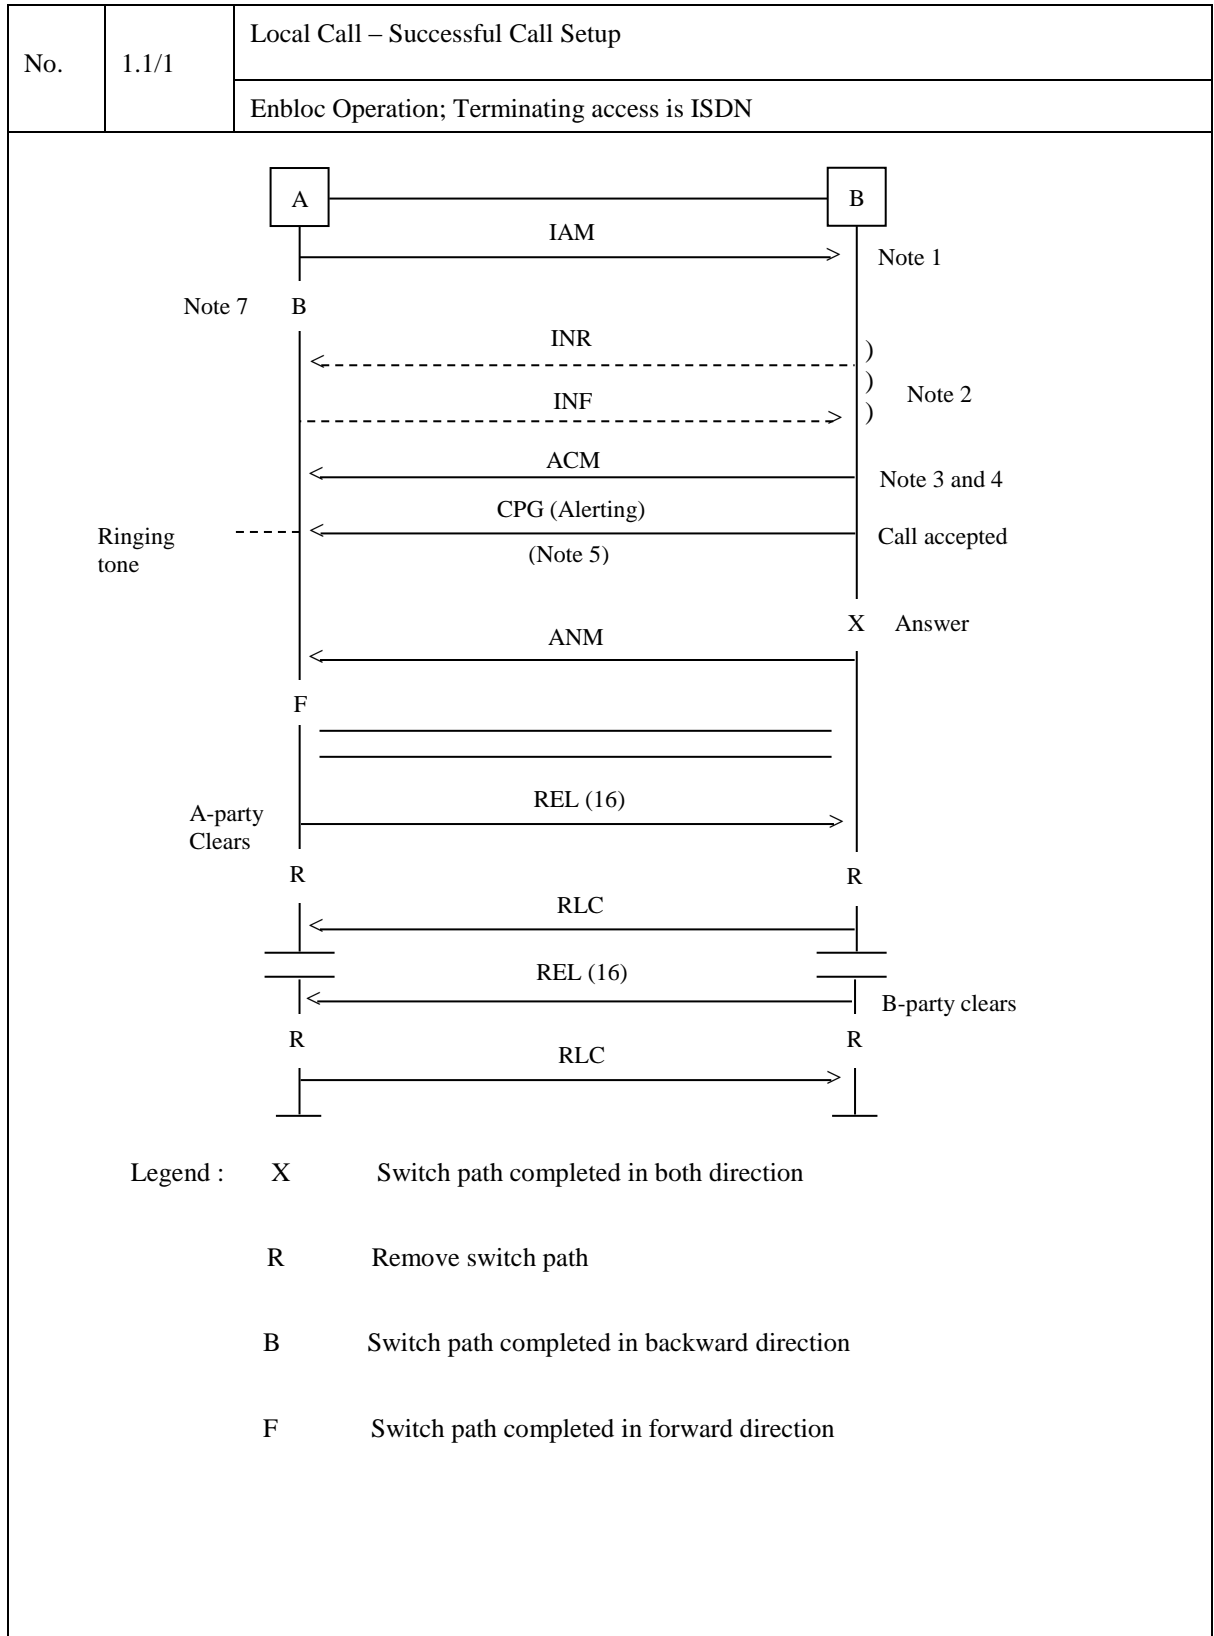 No. 1.1/1
Local Call – Successful Call Setup
Enbloc Operation; Terminating access is ISDN
A B
IAM
Note 1
Note 7 B
INR
)
)
Note 2
INF
)
ACM
Note 3 and 4
CPG (Alerting)
Ringing
tone
Call accepted
(Note 5)
X Answer
ANM
F
REL (16)
A-party
Clears
R R
RLC
REL (16)
B-party clears
R R
RLC
Legend : X Switch path completed in both direction
R Remove switch path
B Switch path completed in backward direction
F Switch path completed in forward direction